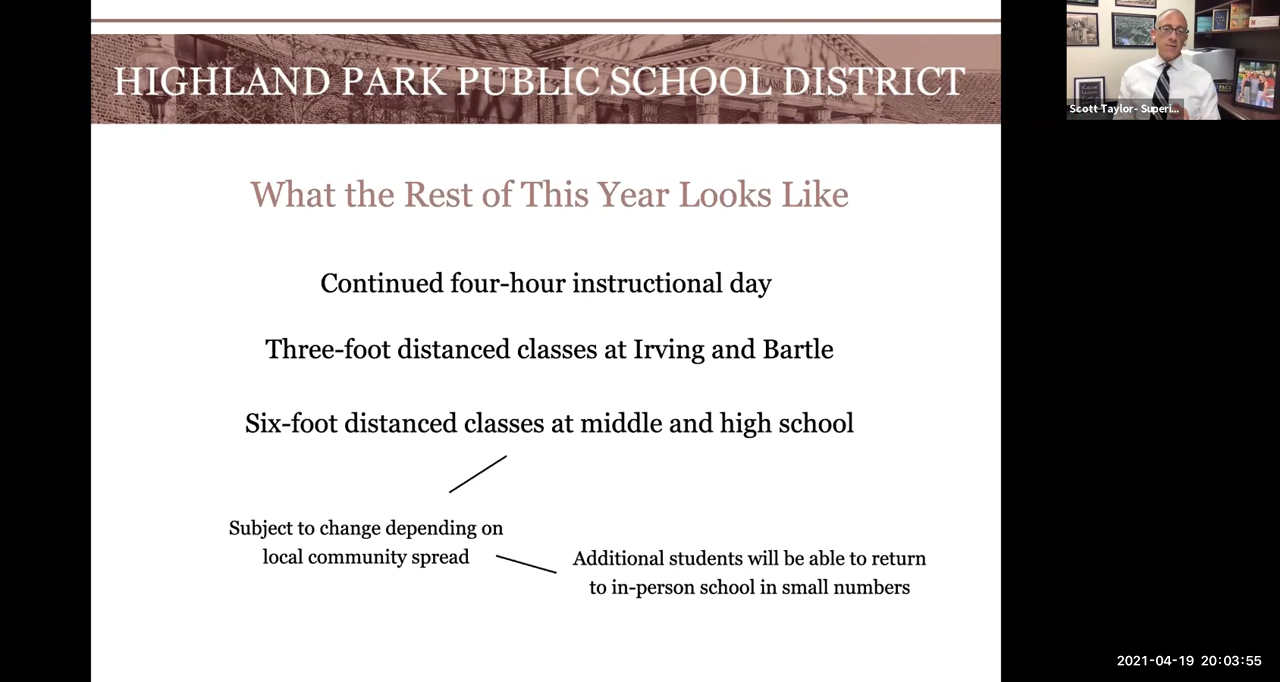 HIGHLAND PARK PUBLIC SCHOOL DISTRICT
Scott Taylor- Superi...
What the Rest of This Year Looks Like
Continued four-hour instructional day
Three-foot distanced classes at Irving and Bartle
Six-foot distanced classes at middle and high school
Subject to change depending on
local community spread
Additional students will be able to return
to in-person school in small numbers
2021-04-19 20:03:55